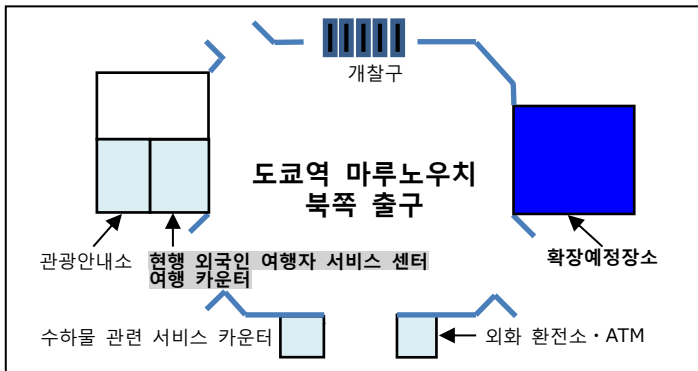 개찰구
도쿄역 마루노우치
북쪽 출구
관광안내소
현행 외국인 여행자 서비스 센터
여행 카운터
확장예정장소
수하물 관련 서비스 카운터
외화 환전소・ATM